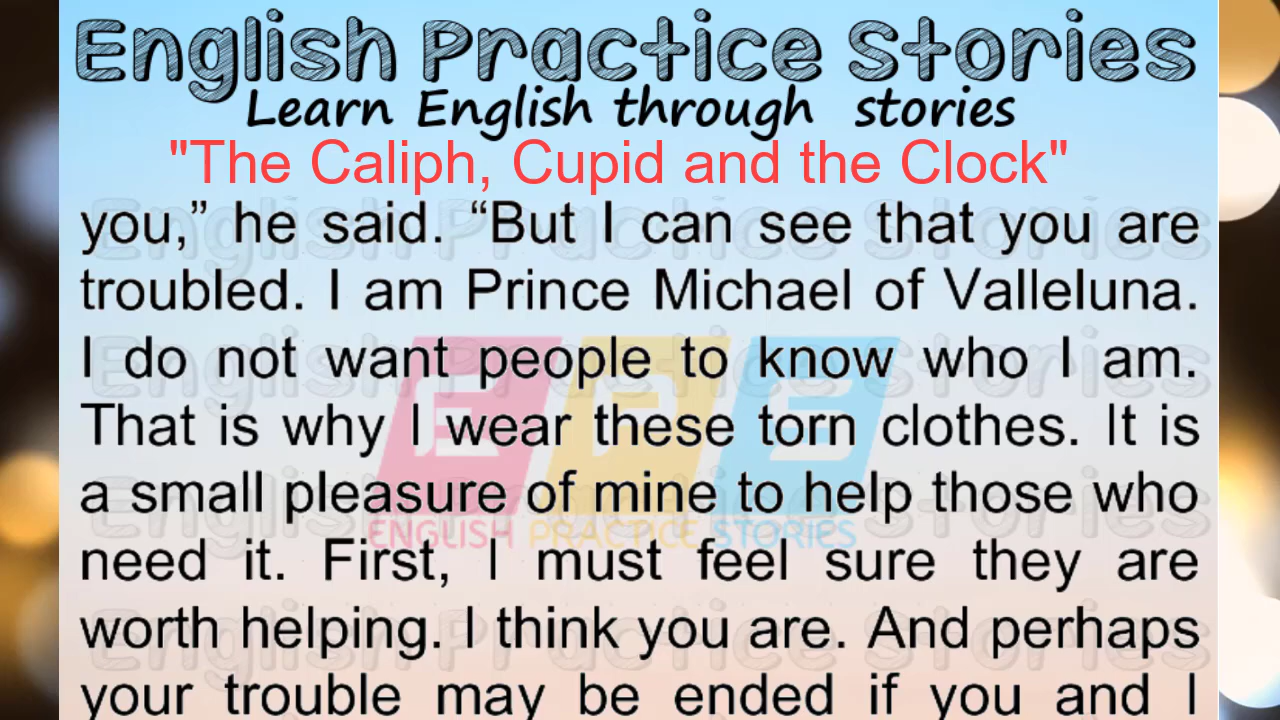 English Practice Stories
Learn English through stories
"The Caliph, Cupid and the Clock"
you,” he said. “But I can see that you are
troubled. I am Prince Michael of Valleluna.
I do not want people to know who I am.
That is why I wear these torn clothes. It is
a small pleasure of mine to help those who
need it. First, I must feel sure they are
worth helping. I think you are. And perhaps
your trouble may be ended if you and I
EPS
ENGLISH PRACTICE STORIES